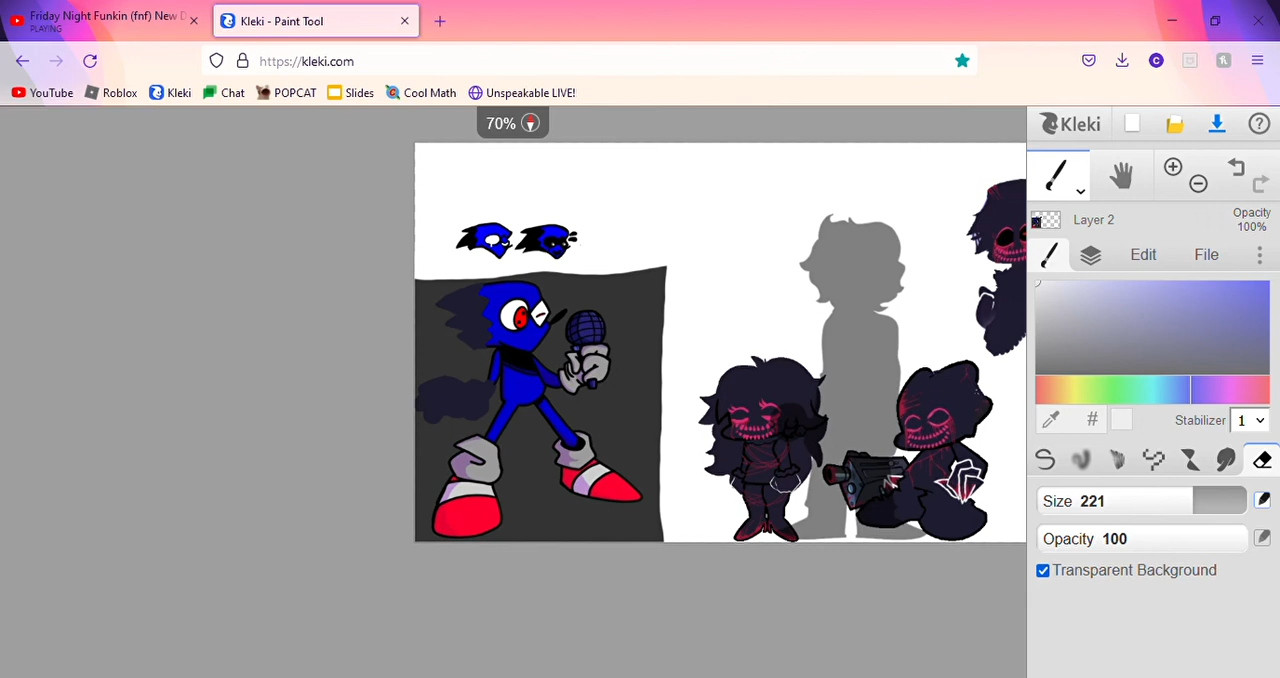 Friday Night Funkin (fnf) New D
PLAYING
Kleki - Paint Tool
https://kleki.com
C
YouTube Roblox Kleki Chat POPCAT Slides Cool Math Unspeakable LIVE!
70%
Kleki
Layer 2
Opacity
100%
Edit File
# Stabilizer 1
Size 221
Opacity 100
Transparent Background